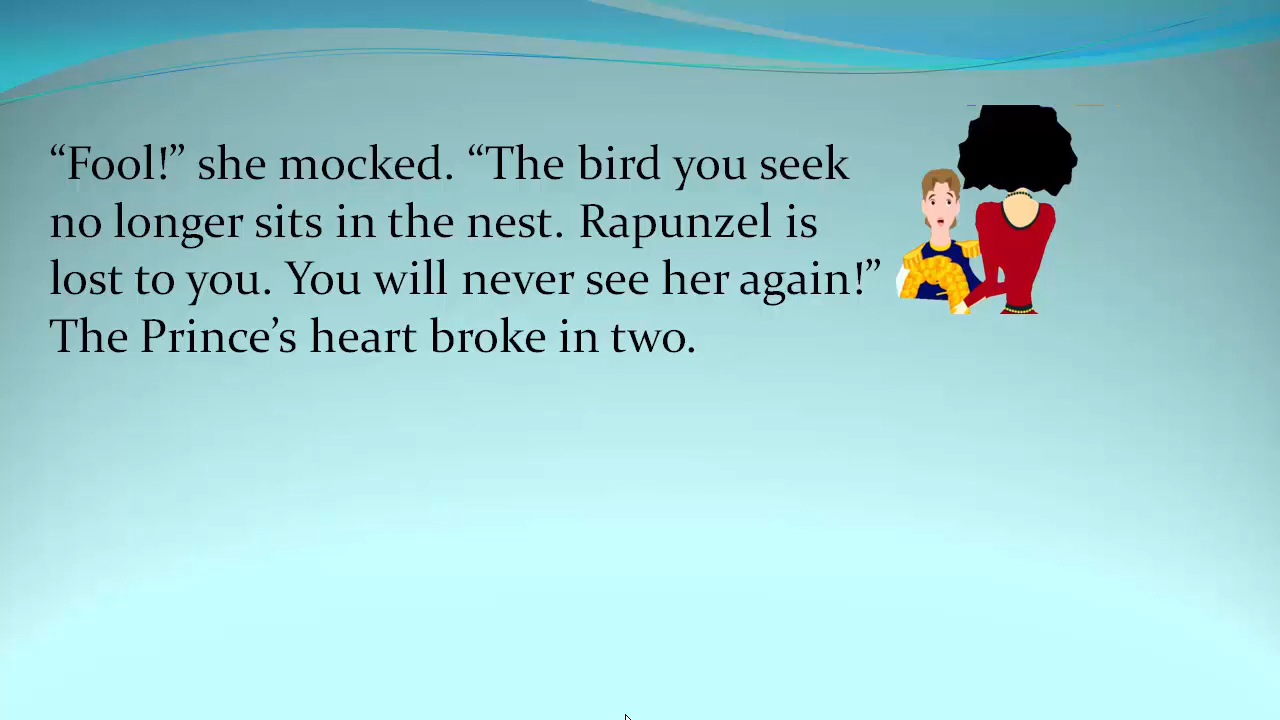 “Fool!” she mocked. “The bird you seek
no longer sits in the nest. Rapunzel is
lost to you. You will never see her again!”
The Prince’s heart broke in two.